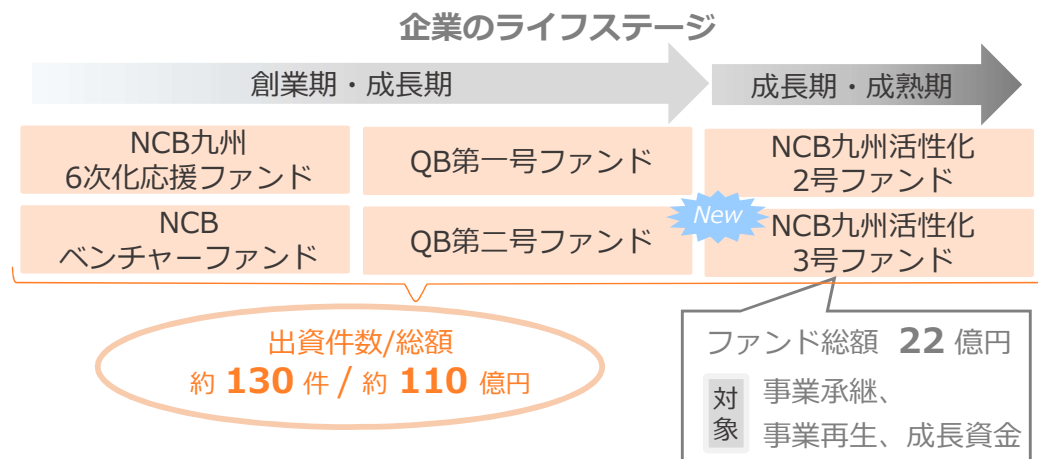 企業のライフステージ
創業期・成長期
成長期・成熟期
NCB九州
6次化応援ファンド
QB第一号ファンド
NCB九州活性化
2号ファンド
NCB
ベンチャーファンド
QB第二号ファンド
New
NCB九州活性化
3号ファンド
出資件数/総額
約 130 件 / 約 110 億円
ファンド総額 22 億円
対象
事業承継、
事業再生、成長資金